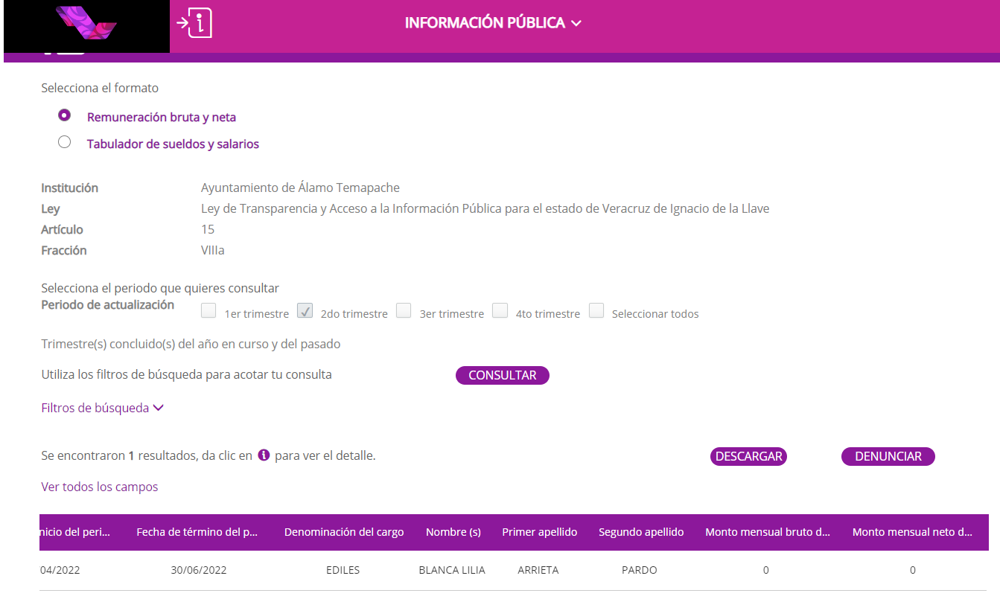 INFORMACIÓN PÚBLICA
Selecciona el formato
Remuneración bruta y neta
Tabulador de sueldos y salarios
Institución Ayuntamiento de Álamo Temapache
Ley Ley de Transparencia y Acceso a la Información Pública para el estado de Veracruz de Ignacio de la Llave
Artículo 15
Fracción VIIIa
Selecciona el periodo que quieres consultar
Periodo de actualización 1er trimestre 2do trimestre 3er trimestre 4to trimestre Seleccionar todos
Trimestre(s) concluido(s) del año en curso y del pasado
Utiliza los filtros de búsqueda para acotar tu consulta CONSULTAR
Filtros de búsqueda
Se encontraron 1 resultados, da clic en i para ver el detalle. DESCARGAR DENUNCIAR
Ver todos los campos
nicio del peri... Fecha de término del p... Denominación del cargo Nombre (s) Primer apellido Segundo apellido Monto mensual bruto d... Monto mensual neto d...
04/2022 30/06/2022 EDILES BLANCA LILIA ARRIETA PARDO 0 0